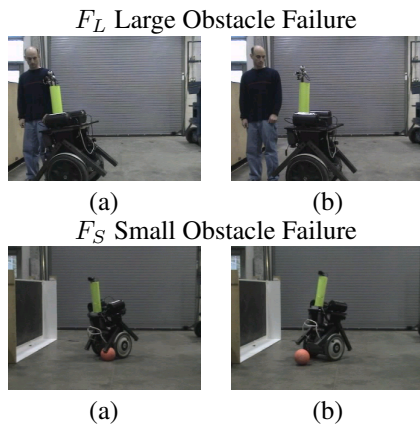 F_L Large Obstacle Failure
(a) (b)
F_S Small Obstacle Failure
(a) (b)